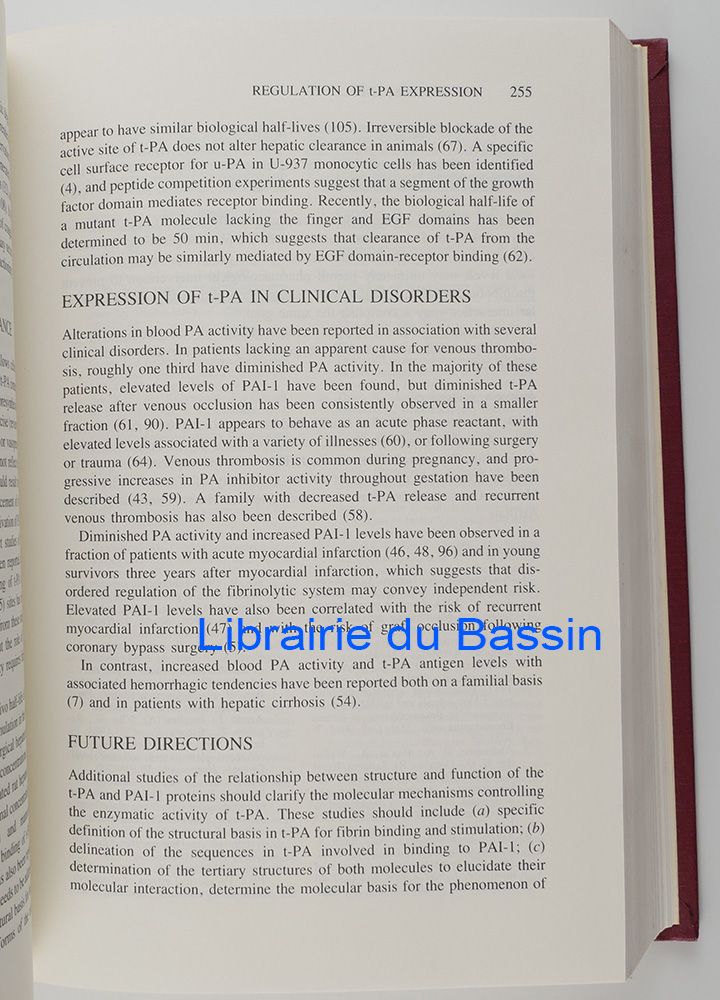 REGULATION OF t-PA EXPRESSION 255
appear to have similar biological half-lives (105). Irreversible blockade of the
active site of t-PA does not alter hepatic clearance in animals (67). A specific
cell surface receptor for u-PA in U-937 monocytic cells has been identified
(4), and peptide competition experiments suggest that a segment of the growth
factor domain mediates receptor binding. Recently, the biological half-life of
a mutant t-PA molecule lacking the finger and EGF domains has been
determined to be 50 min, which suggests that clearance of t-PA from the
circulation may be similarly mediated by EGF domain-receptor binding (62).
EXPRESSION OF t-PA IN CLINICAL DISORDERS
Alterations in blood PA activity have been reported in association with several
clinical disorders. In patients lacking an apparent cause for venous thrombo-
sis, roughly one third have diminished PA activity. In the majority of these
patients, elevated levels of PAI-1 have been found, but diminished t-PA
release after venous occlusion has been consistently observed in a smaller
fraction (61, 90). PAI-1 appears to behave as an acute phase reactant, with
elevated levels associated with a variety of illnesses (60), or following surgery
or trauma (64). Venous thrombosis is common during pregnancy, and pro-
gressive increases in PA inhibitor activity throughout gestation have been
described (43, 59). A family with decreased t-PA release and recurrent
venous thrombosis has also been described (58).
Diminished PA activity and increased PAI-1 levels have been observed in a
fraction of patients with acute myocardial infarction (46, 48, 96) and in young
survivors three years after myocardial infarction, which suggests that dis-
ordered regulation of the fibrinolytic system may convey independent risk.
Elevated PAI-1 levels have also been correlated with the risk of recurrent
myocardial infarction (47) and with the risk of graft occlusion following
coronary bypass surgery (5).
Librairie du Bassin
In contrast, increased blood PA activity and t-PA antigen levels with
associated hemorrhagic tendencies have been reported both on a familial basis
(7) and in patients with hepatic cirrhosis (54).
FUTURE DIRECTIONS
Additional studies of the relationship between structure and function of the
t-PA and PAI-1 proteins should clarify the molecular mechanisms controlling
the enzymatic activity of t-PA. These studies should include (a) specific
definition of the structural basis in t-PA for fibrin binding and stimulation; (b)
delineation of the sequences in t-PA involved in binding to PAI-1; (c)
determination of the tertiary structures of both molecules to elucidate their
molecular interaction, determine the molecular basis for the phenomenon of